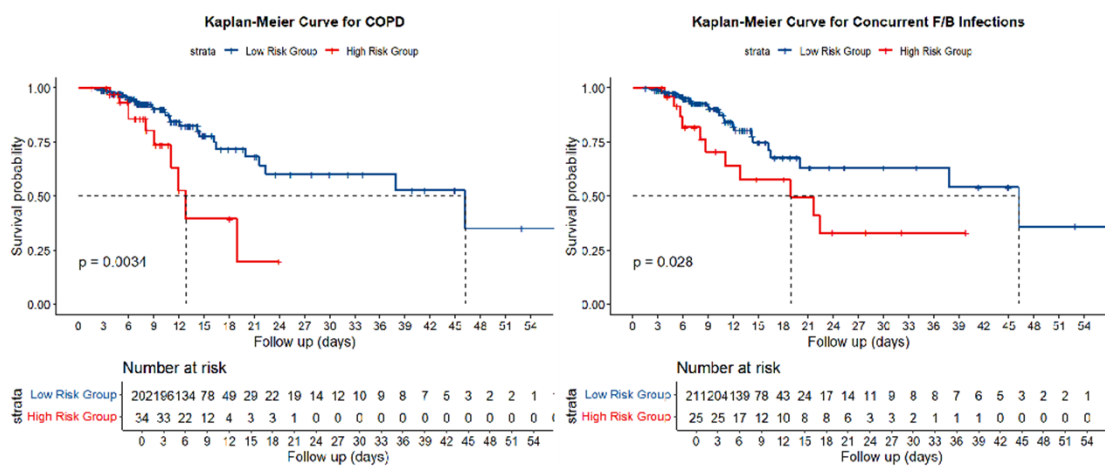 Kaplan-Meier Curve for COPD
strata Low Risk Group High Risk Group
Survival probability
1.00
0.75
0.50
0.25
0.00
p = 0.0034
0 3 6 9 12 15 18 21 24 27 30 33 36 39 42 45 48 51 54
Follow up (days)
Number at risk
strata
Low Risk Group 202 196 134 78 49 29 22 19 14 12 10 9 8 7 5 3 2 2 1
High Risk Group 34 33 22 12 4 3 3 1 0 0 0 0 0 0 0 0 0 0 0
0 3 6 9 12 15 18 21 24 27 30 33 36 39 42 45 48 51 54
Follow up (days)
Kaplan-Meier Curve for Concurrent F/B Infections
strata Low Risk Group High Risk Group
Survival probability
1.00
0.75
0.50
0.25
0.00
p = 0.028
0 3 6 9 12 15 18 21 24 27 30 33 36 39 42 45 48 51 54
Follow up (days)
Number at risk
strata
Low Risk Group 211 204 139 78 43 24 17 14 11 9 8 8 7 6 5 3 2 2 1
High Risk Group 25 25 17 12 10 8 8 6 3 3 2 1 1 1 0 0 0 0 0
0 3 6 9 12 15 18 21 24 27 30 33 36 39 42 45 48 51 54
Follow up (days)